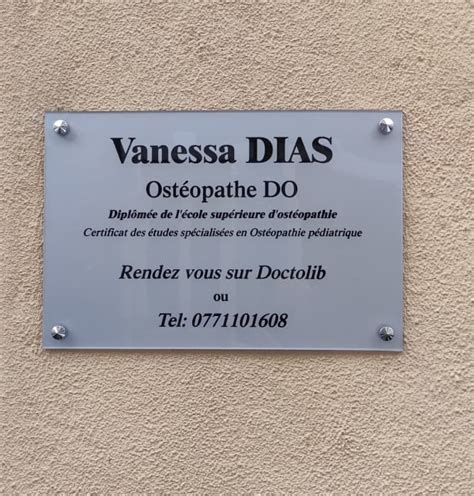 Vanessa DIAS
Ostéopathe DO
Diplômée de l'école supérieure d'ostéopathie
Certificat des études spécialisées en Ostéopathie pédiatrique
Rendez vous sur Doctolib
ou
Tel: 0771101608